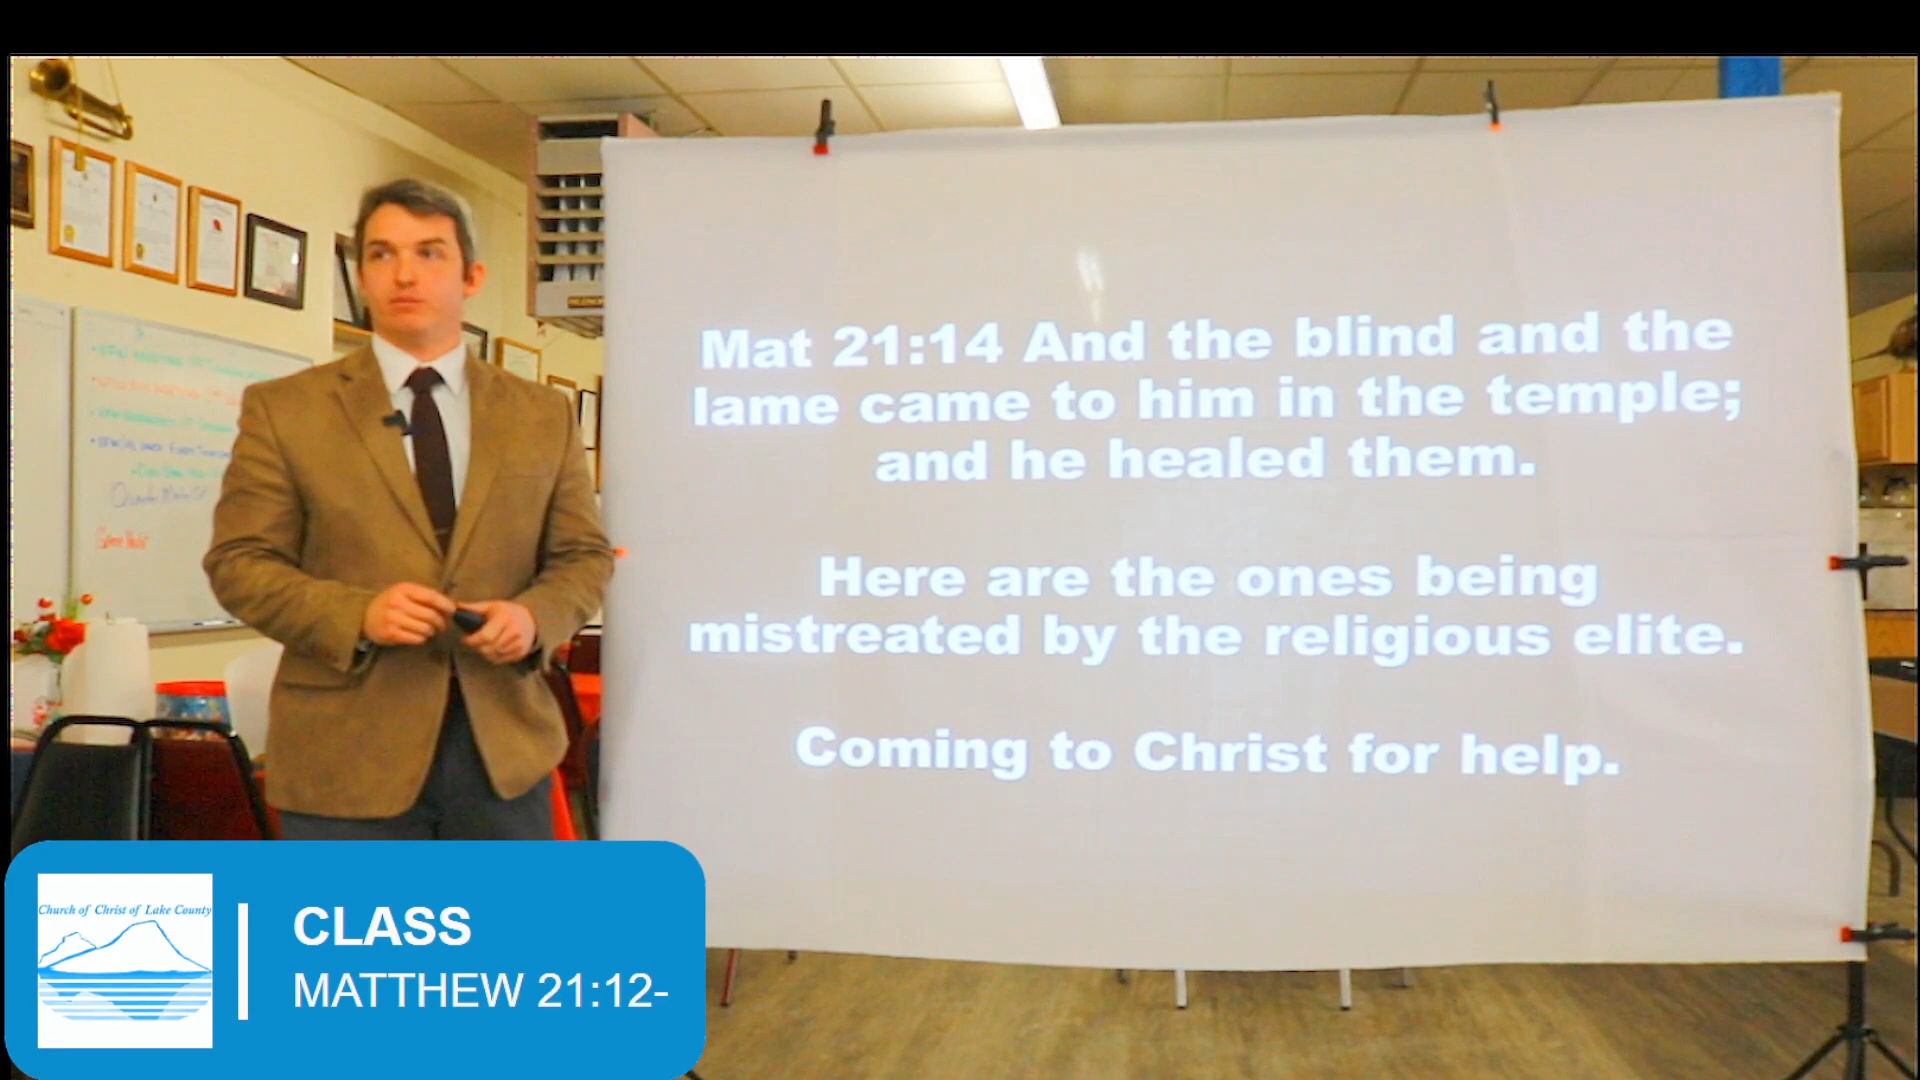 Mat 21:14 And the blind and the
lame came to him in the temple;
and he healed them.
Here are the ones being
mistreated by the religious elite.
Coming to Christ for help.
Church of Christ of Lake County
CLASS
MATTHEW 21:12-